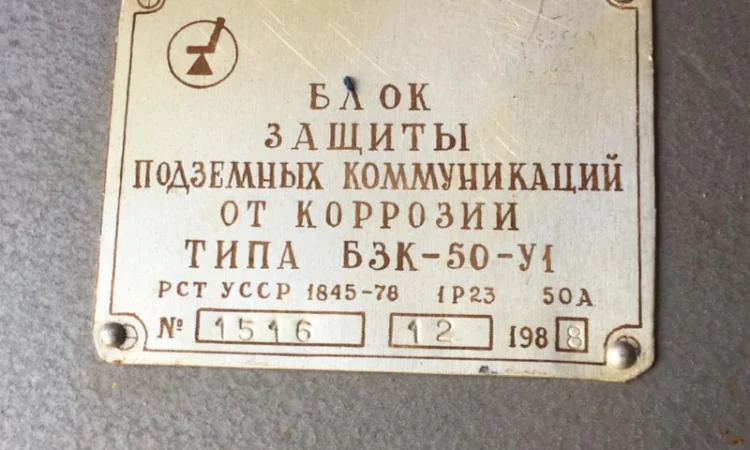 БЛОК
ЗАЩИТЫ
ПОДЗЕМНЫХ КОММУНИКАЦИЙ
ОТ КОРРОЗИИ
ТИПА БЗК-50-У1
РСТ УССР 1845-78 1Р23 50А
№ 1516 12 1988